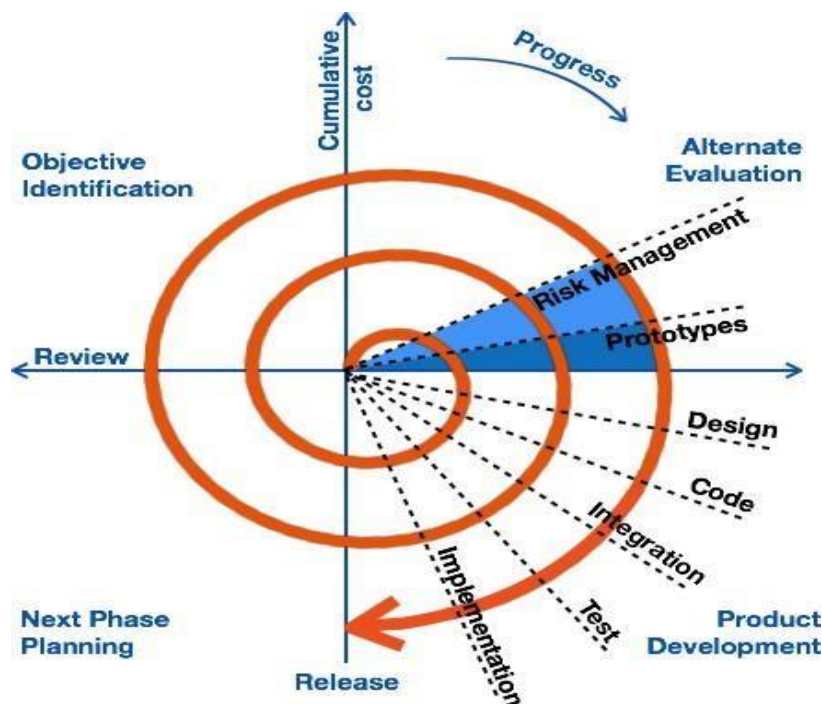 Cumulative
cost
Progress
Objective
Identification
Alternate
Evaluation
Risk Management
Prototypes
Review
Design
Code
Integration
Test
Implementation
Next Phase
Planning
Product
Development
Release